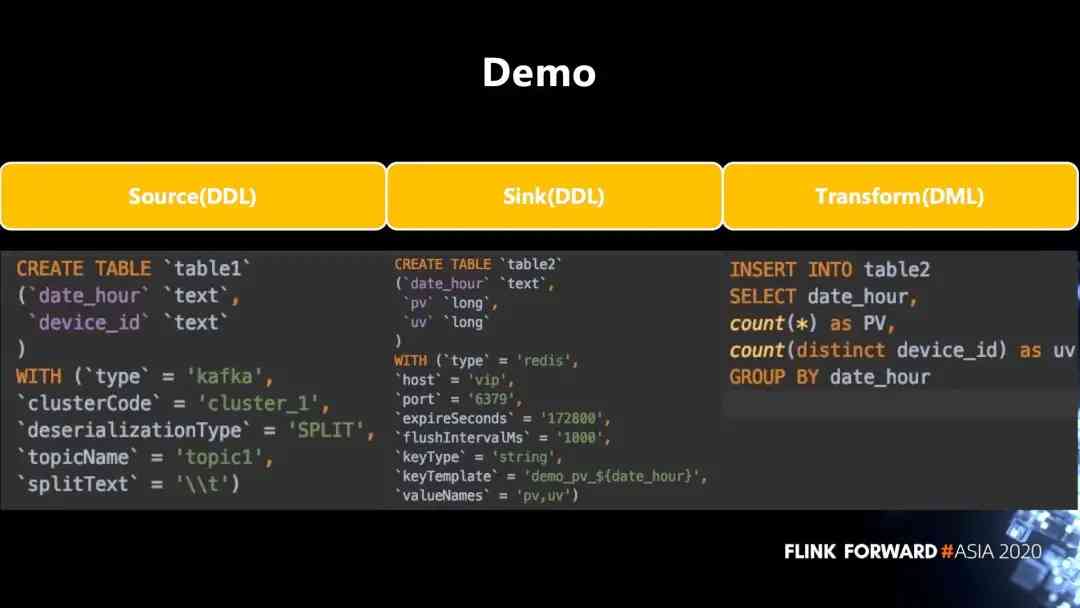 Demo
Source(DDL)
Sink(DDL)
Transform(DML)
CREATE TABLE `table1`
(`date_hour` `text`,
`device_id` `text`
)
WITH (`type` = 'kafka',
`clusterCode` = 'cluster_1',
`deserializationType` = 'SPLIT',
`topicName` = 'topic1',
`splitText` = '\\t')
CREATE TABLE `table2`
(`date_hour` `text`,
`pv` `long`,
`uv` `long`
)
WITH (`type` = 'redis',
`host` = 'vip',
`port` = '6379',
`expireSeconds` = '172800',
`flushIntervalMs` = '1000',
`keyType` = 'string',
`keyTemplate` = 'demo_pv_${date_hour}',
`valueNames` = 'pv,uv')
INSERT INTO table2
SELECT date_hour,
count(*) as PV,
count(distinct device_id) as uv
GROUP BY date_hour
FLINK FORWARD #ASIA 2020